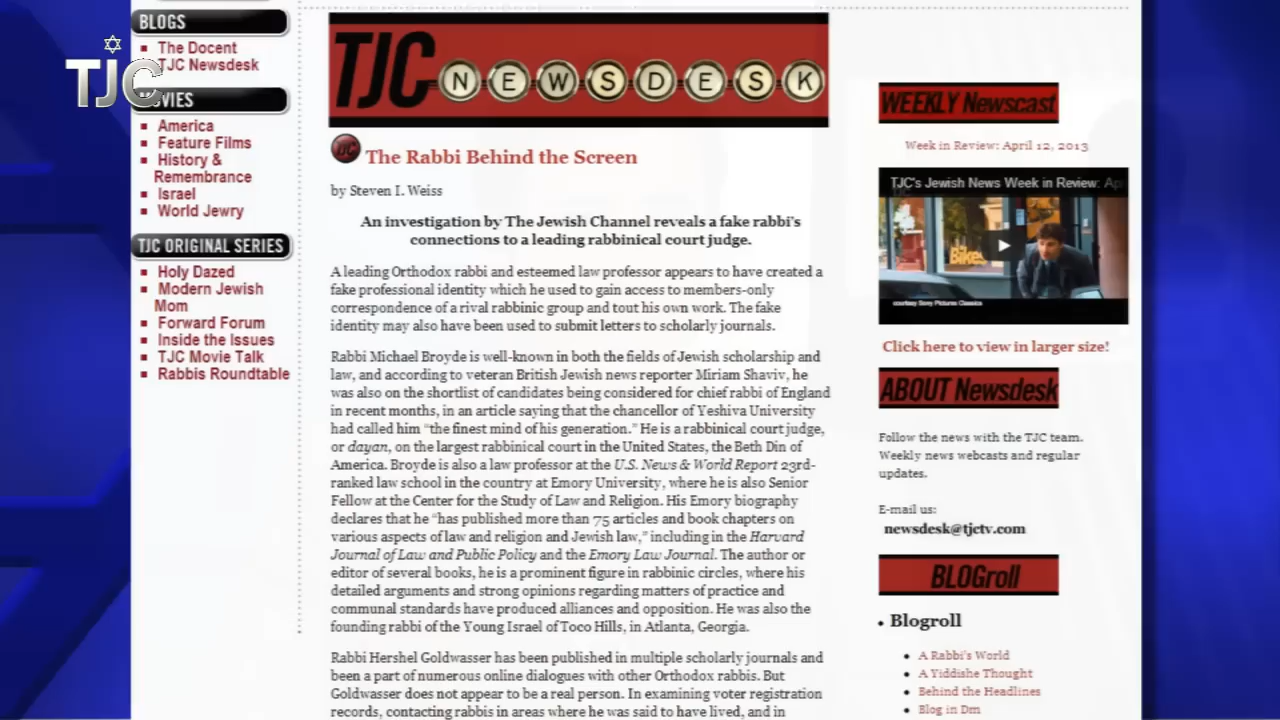 BLOGS
The Docent
TJC Newsdesk
TJC
MOVIES
America
Feature Films
History &
Remembrance
Israel
World Jewry
TJC ORIGINAL SERIES
Holy Dazed
Modern Jewish
Mom
Forward Forum
Inside the Issues
TJC Movie Talk
Rabbis Roundtable
TJC NEWSDESK
TJC
The Rabbi Behind the Screen
by Steven I. Weiss
An investigation by The Jewish Channel reveals a fake rabbi's
connections to a leading rabbinical court judge.
A leading Orthodox rabbi and esteemed law professor appears to have created a
fake professional identity which he used to gain access to members-only
correspondence of a rival rabbinic group and tout his own work. The fake
identity may also have been used to submit letters to scholarly journals.
Rabbi Michael Broyde is well-known in both the fields of Jewish scholarship and
law, and according to veteran British Jewish news reporter Miriam Shaviv, he
was also on the shortlist of candidates being considered for chief rabbi of England
in recent months, in an article saying that the chancellor of Yeshiva University
had called him “the finest mind of his generation.” He is a rabbinical court judge,
or dayan, on the largest rabbinical court in the United States, the Beth Din of
America. Broyde is also a law professor at the U.S. News & World Report 23rd-
ranked law school in the country at Emory University, where he is also Senior
Fellow at the Center for the Study of Law and Religion. His Emory biography
declares that he “has published more than 75 articles and book chapters on
various aspects of law and religion and Jewish law,” including in the Harvard
Journal of Law and Public Policy and the Emory Law Journal. The author or
editor of several books, he is a prominent figure in rabbinic circles, where his
detailed arguments and strong opinions regarding matters of practice and
communal standards have produced alliances and opposition. He was also the
founding rabbi of the Young Israel of Toco Hills, in Atlanta, Georgia.
Rabbi Hershel Goldwasser has been published in multiple scholarly journals and
been a part of numerous online dialogues with other Orthodox rabbis. But
Goldwasser does not appear to be a real person. In examining voter registration
records, contacting rabbis in areas where he was said to have lived, and in
WEEKLY Newscast
Week in Review: April 12, 2013
TJC's Jewish News Week in Review: Ap
Bikes
courtesy Sony Pictures Classics
Click here to view in larger size!
ABOUT Newsdesk
Follow the news with the TJC team.
Weekly news webcasts and regular
updates.
E-mail us:
newsdesk@tjctv.com
BLOGroll
Blogroll
A Rabbi's World
A Yiddishe Thought
Behind the Headlines
Blog in Dm